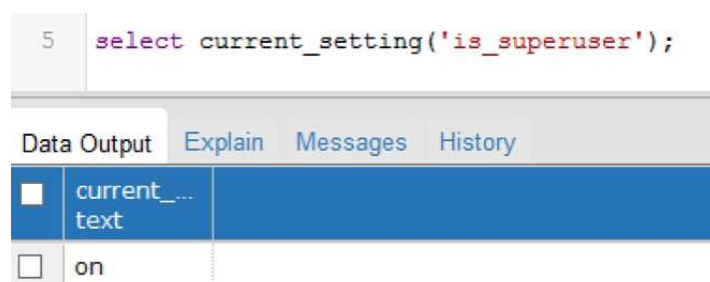 5 select current_setting('is_superuser');
Data Output Explain Messages History
current_...
text
on